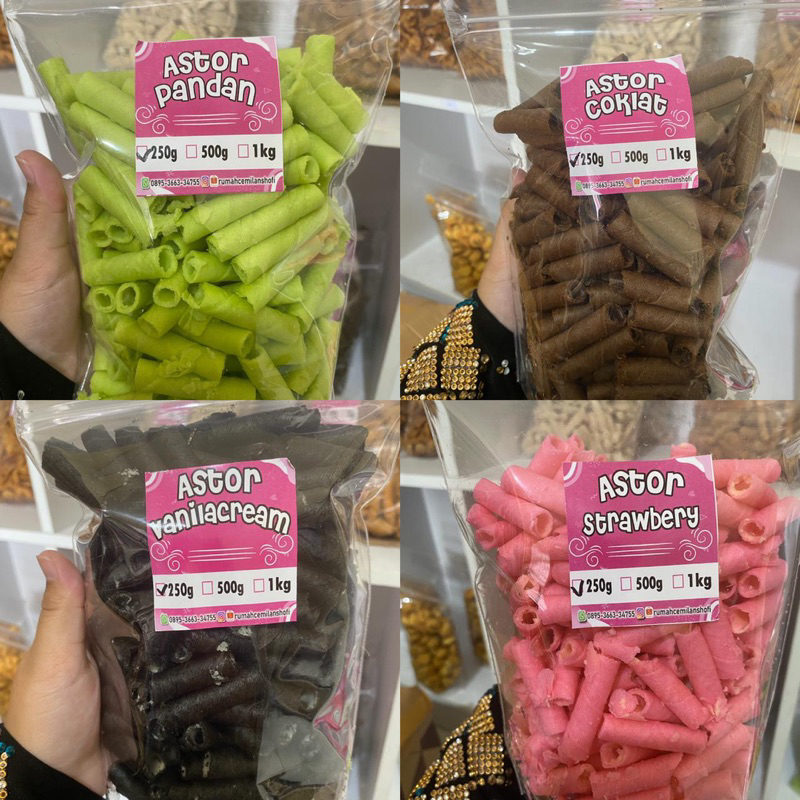 Astor
Pandan
250g 500g 1kg
0895-3663-34755 rumahcemilanshofi
Astor
Coklat
250g 500g 1kg
0895-3663-34755 rumahcemilanshofi
Astor
Vanilacream
250g 500g 1kg
0895-3663-34755 rumahcemilanshofi
Astor
Strawbery
250g 500g 1kg
0895-3663-34755 rumahcemilanshofi